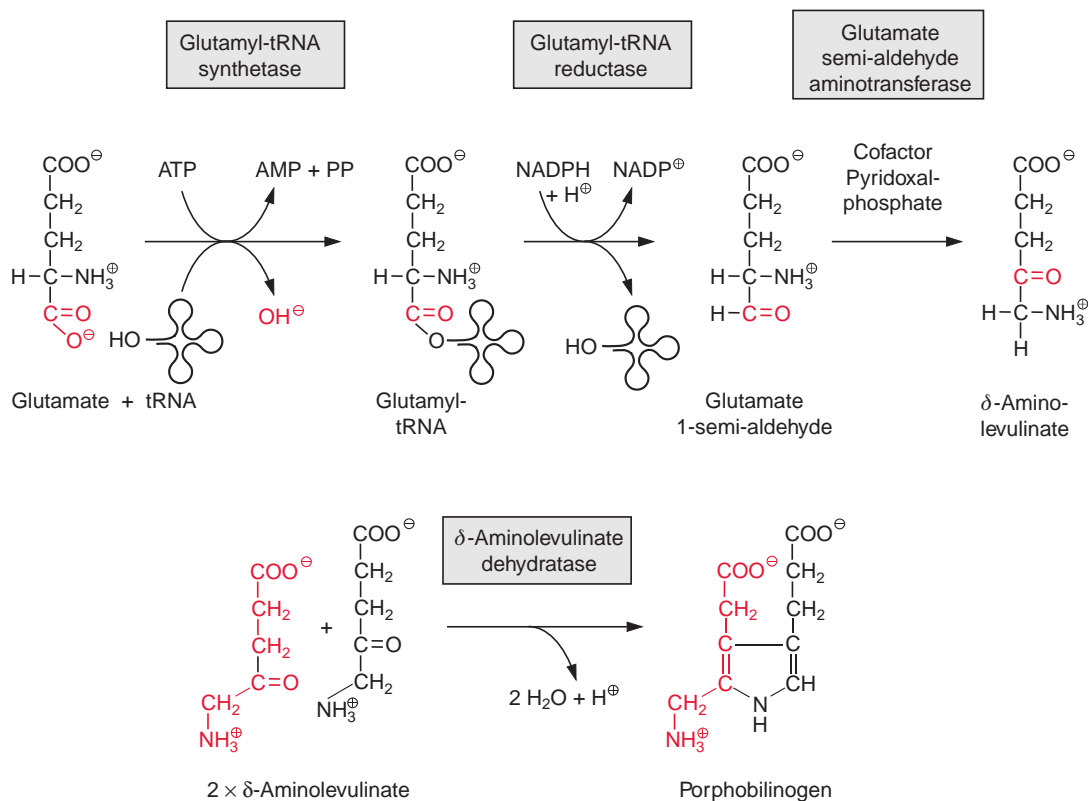 Glutamyl-tRNA
synthetase
Glutamyl-tRNA
reductase
Glutamate
semi-aldehyde
aminotransferase
COO⊖
CH2
CH2
H-C-NH3⊕
C=O
O⊖
HO
ATP
AMP + PP
OH⊖
COO⊖
CH2
CH2
H-C-NH3⊕
C=O
O
NADPH
+ H⊕
NADP⊕
HO
COO⊖
CH2
CH2
H-C-NH3⊕
H-C=O
Cofactor
Pyridoxal-
phosphate
COO⊖
CH2
CH2
C=O
H-C-NH3⊕
H
Glutamate + tRNA
Glutamyl-
tRNA
Glutamate
1-semi-aldehyde
δ-Amino-
levulinate
δ-Aminolevulinate
dehydratase
COO⊖
CH2
CH2
C=O
CH2
NH3⊕
+
COO⊖
CH2
CH2
C=O
CH2
NH3⊕
2 H2O + H⊕
COO⊖
CH2
C
C
CH2
NH3⊕
COO⊖
CH2
CH2
C
CH
N
H
2 × δ-Aminolevulinate
Porphobilinogen